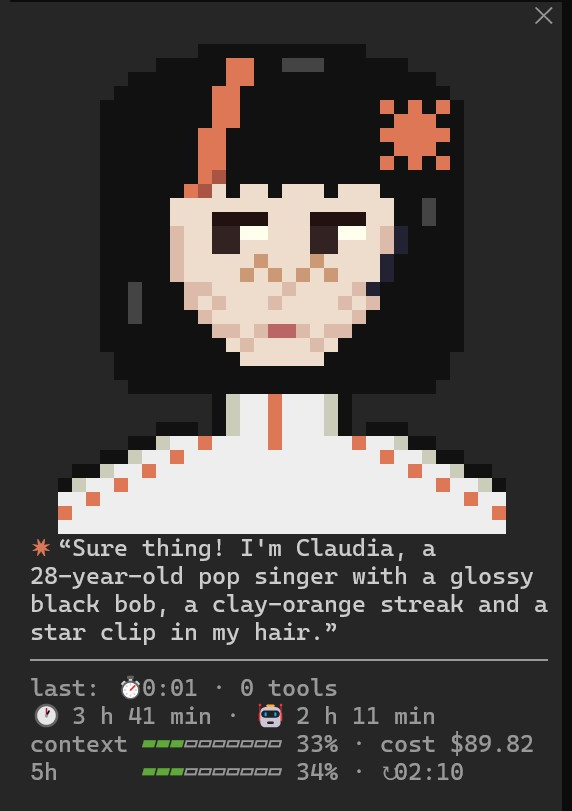 “Sure thing! I'm Claudia, a
28-year-old pop singer with a glossy
black bob, a clay-orange streak and a
star clip in my hair.”
last: ⏱0:01 · 0 tools
🕐 3 h 41 min · 🤖 2 h 11 min
context 33% · cost $89.82
5h 34% · ↻02:10